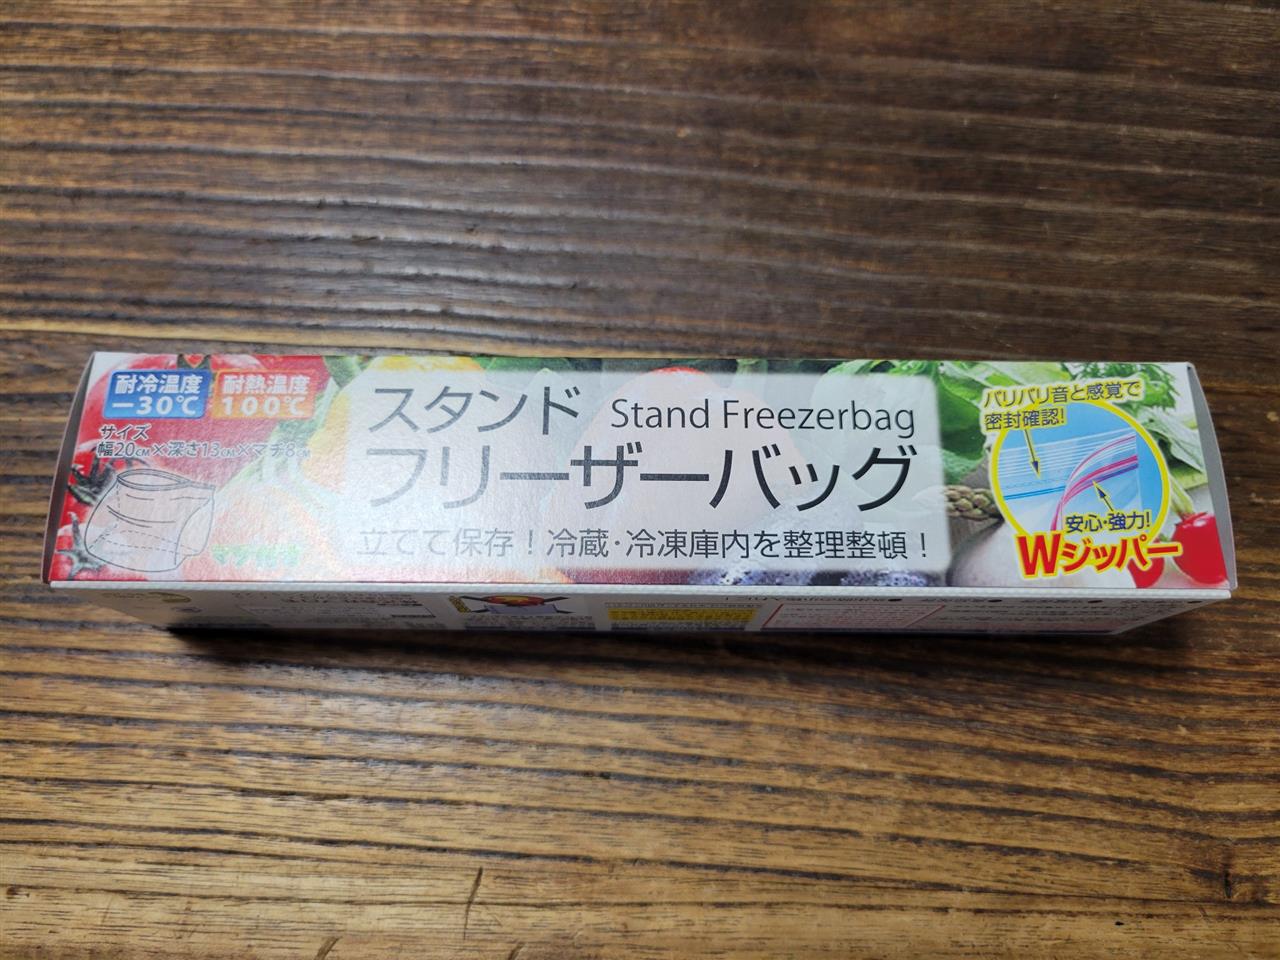 耐冷温度
-30℃
耐熱温度
100℃
サイズ
幅20CM×深さ13CM×マチ8CM
スタンド Stand Freezerbag
フリーザーバッグ
立てて保存!冷蔵・冷凍庫内を整理整頓!
パリパリ音と感覚で
密封確認!
安心・強力!
Wジッパー
マチ付き